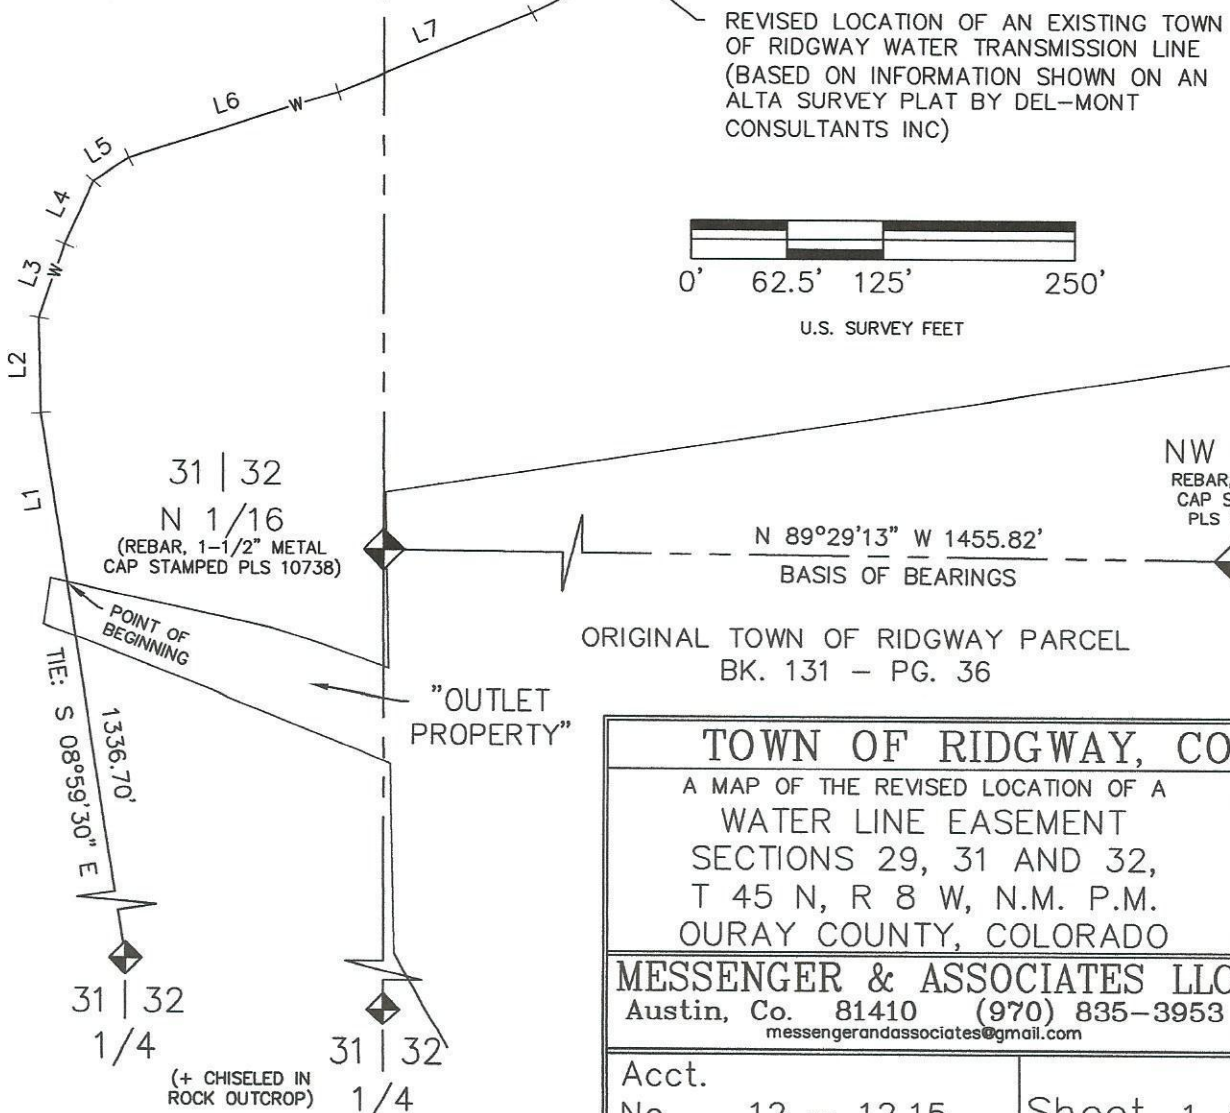 REVISED LOCATION OF AN EXISTING TOWN
OF RIDGWAY WATER TRANSMISSION LINE
(BASED ON INFORMATION SHOWN ON AN
ALTA SURVEY PLAT BY DEL-MONT
CONSULTANTS INC)
L7
L6
W
L5
L4
L3
W
L2
L1
0' 62.5' 125' 250'
U.S. SURVEY FEET
31 | 32
N 1/16
(REBAR, 1-1/2" METAL
CAP STAMPED PLS 10738)
NW
REBAR,
CAP S
PLS
N 89°29'13" W 1455.82'
BASIS OF BEARINGS
POINT OF
BEGINNING
ORIGINAL TOWN OF RIDGWAY PARCEL
BK. 131 - PG. 36
"OUTLET
PROPERTY"
TIE: S 08°59'30" E
1336.70'
31 | 32
1/4
(+ CHISELED IN
ROCK OUTCROP)
31 | 32
1/4
TOWN OF RIDGWAY, CO
A MAP OF THE REVISED LOCATION OF A
WATER LINE EASEMENT
SECTIONS 29, 31 AND 32,
T 45 N, R 8 W, N.M. P.M.
OURAY COUNTY, COLORADO
MESSENGER & ASSOCIATES LLC
Austin, Co. 81410 (970) 835-3953
messengerandassociates@gmail.com
Acct.
No. 12 - 1215
Sheet 1